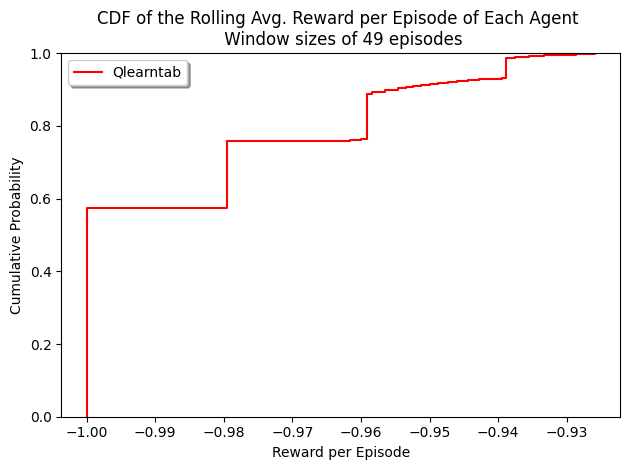 CDF of the Rolling Avg. Reward per Episode of Each Agent
Window sizes of 49 episodes
Qlearntab
Cumulative Probability
1.0
0.8
0.6
0.4
0.2
0.0
−1.00 −0.99 −0.98 −0.97 −0.96 −0.95 −0.94 −0.93
Reward per Episode